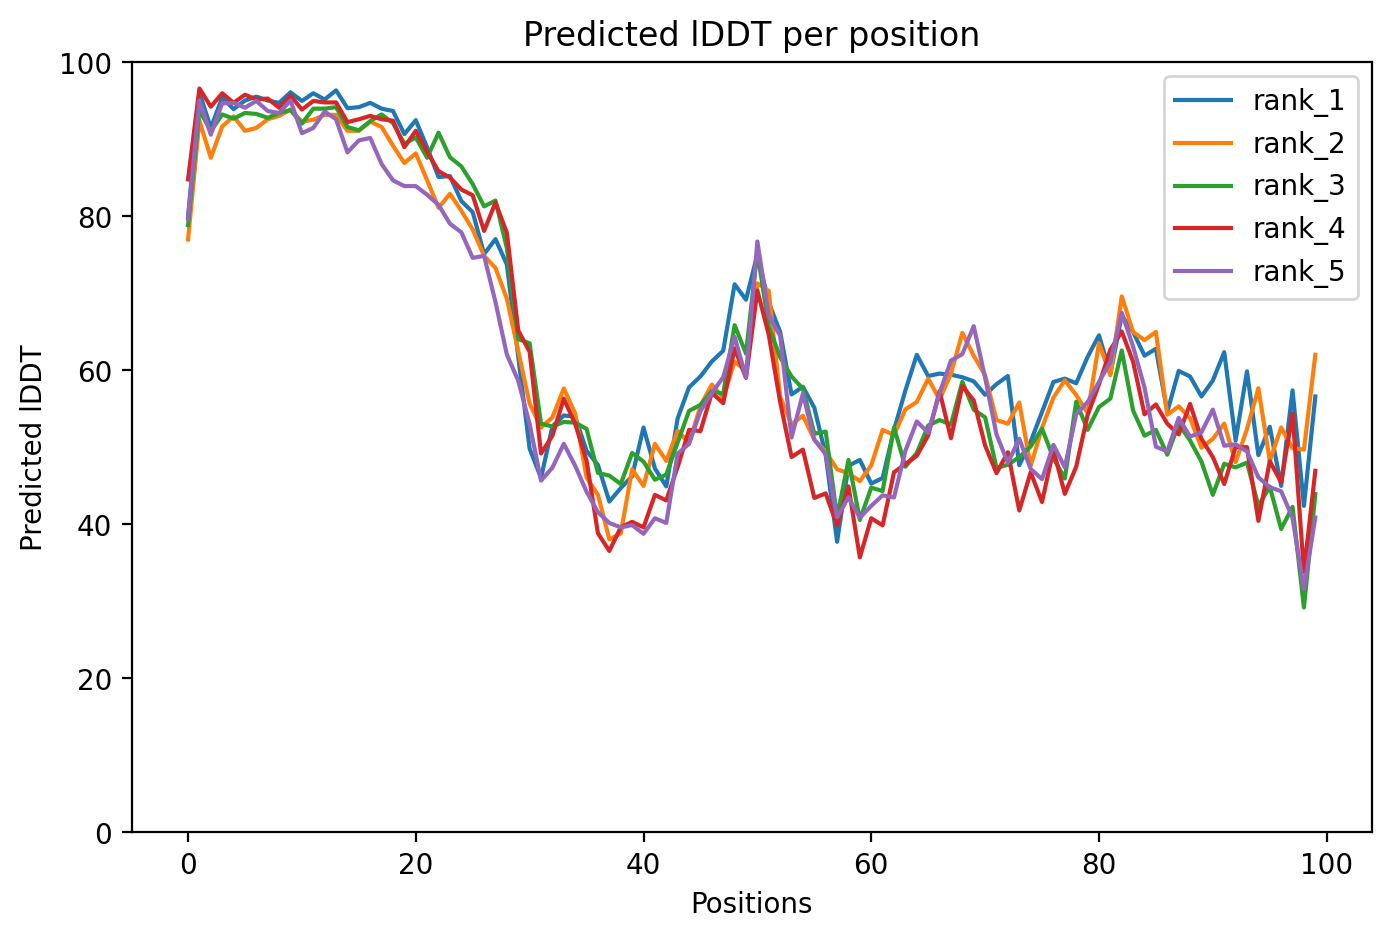 Predicted lDDT per position
100
80
60
40
20
0
Predicted lDDT
rank_1
rank_2
rank_3
rank_4
rank_5
0 20 40 60 80 100
Positions